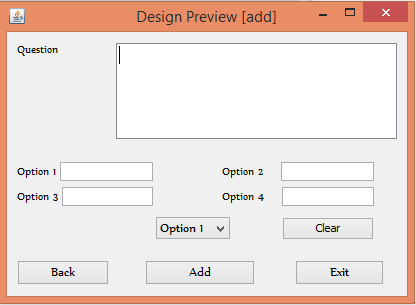 Design Preview [add]
Question
Option 1 Option 2
Option 3 Option 4
Option 1 Clear
Back Add Exit